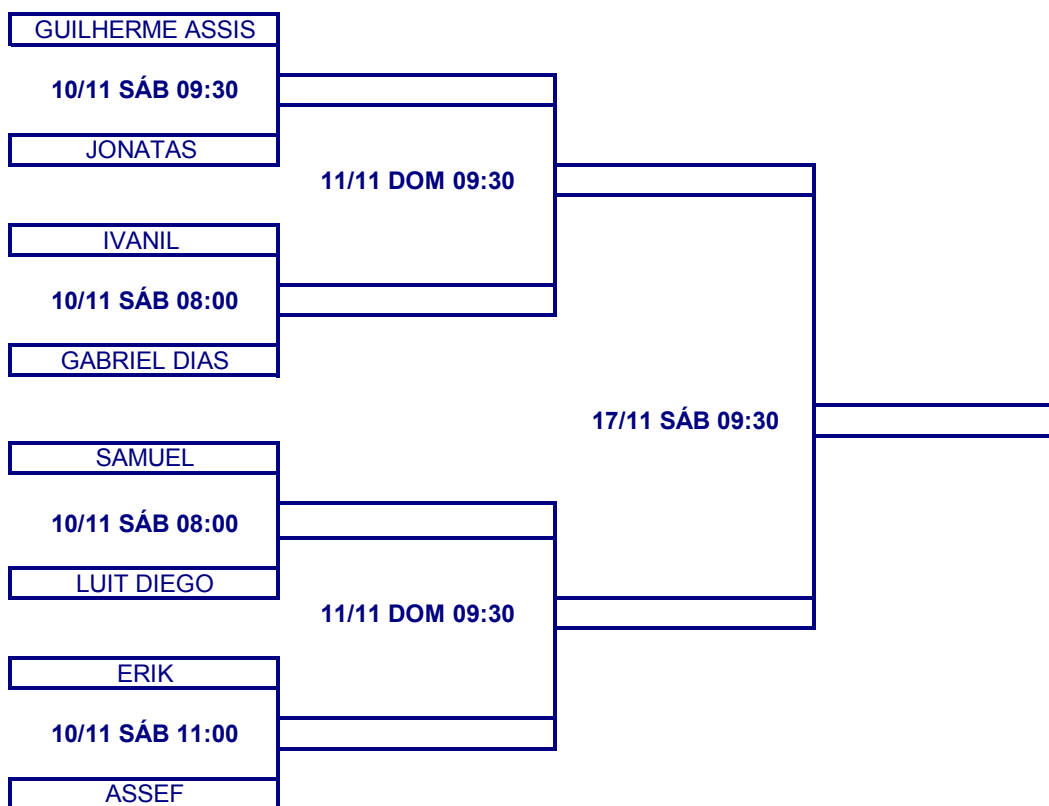 GUILHERME ASSIS
10/11 SÁB 09:30
JONATAS
11/11 DOM 09:30
IVANIL
10/11 SÁB 08:00
GABRIEL DIAS
17/11 SÁB 09:30
SAMUEL
10/11 SÁB 08:00
LUIT DIEGO
11/11 DOM 09:30
ERIK
10/11 SÁB 11:00
ASSEF